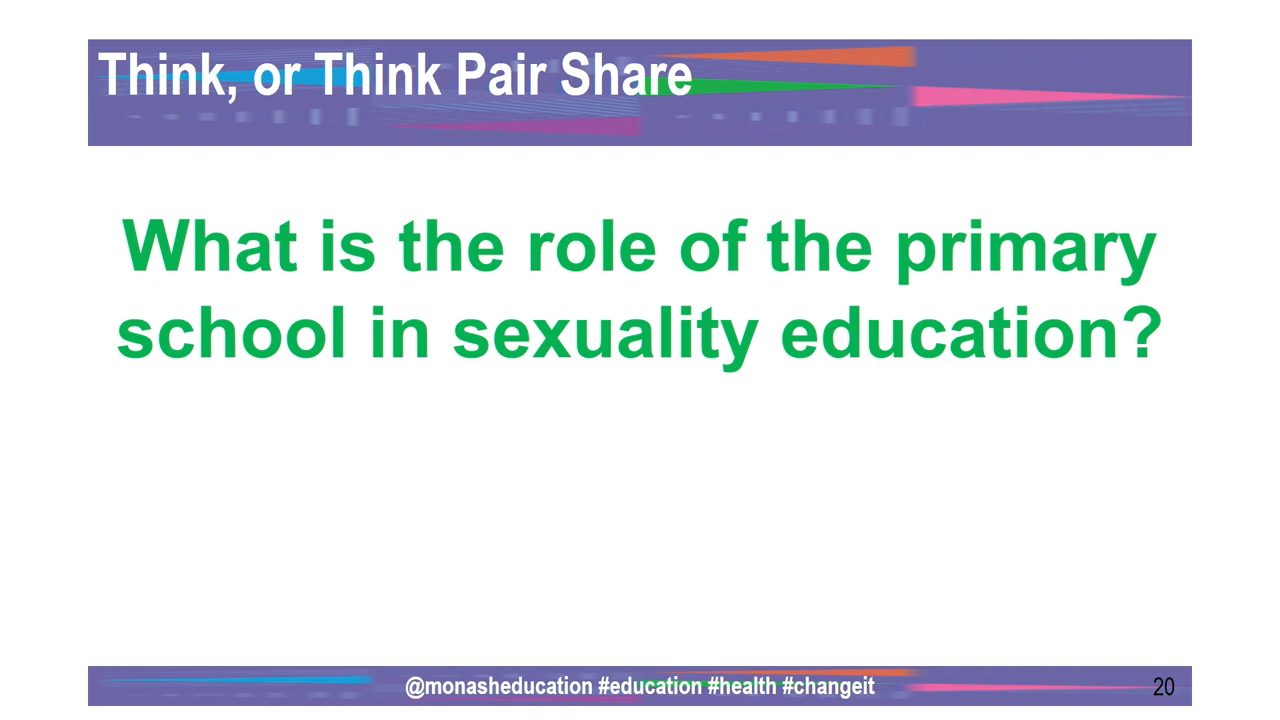 Think, or Think Pair Share
What is the role of the primary
school in sexuality education?
@monasheducation #education #health #changeit
20